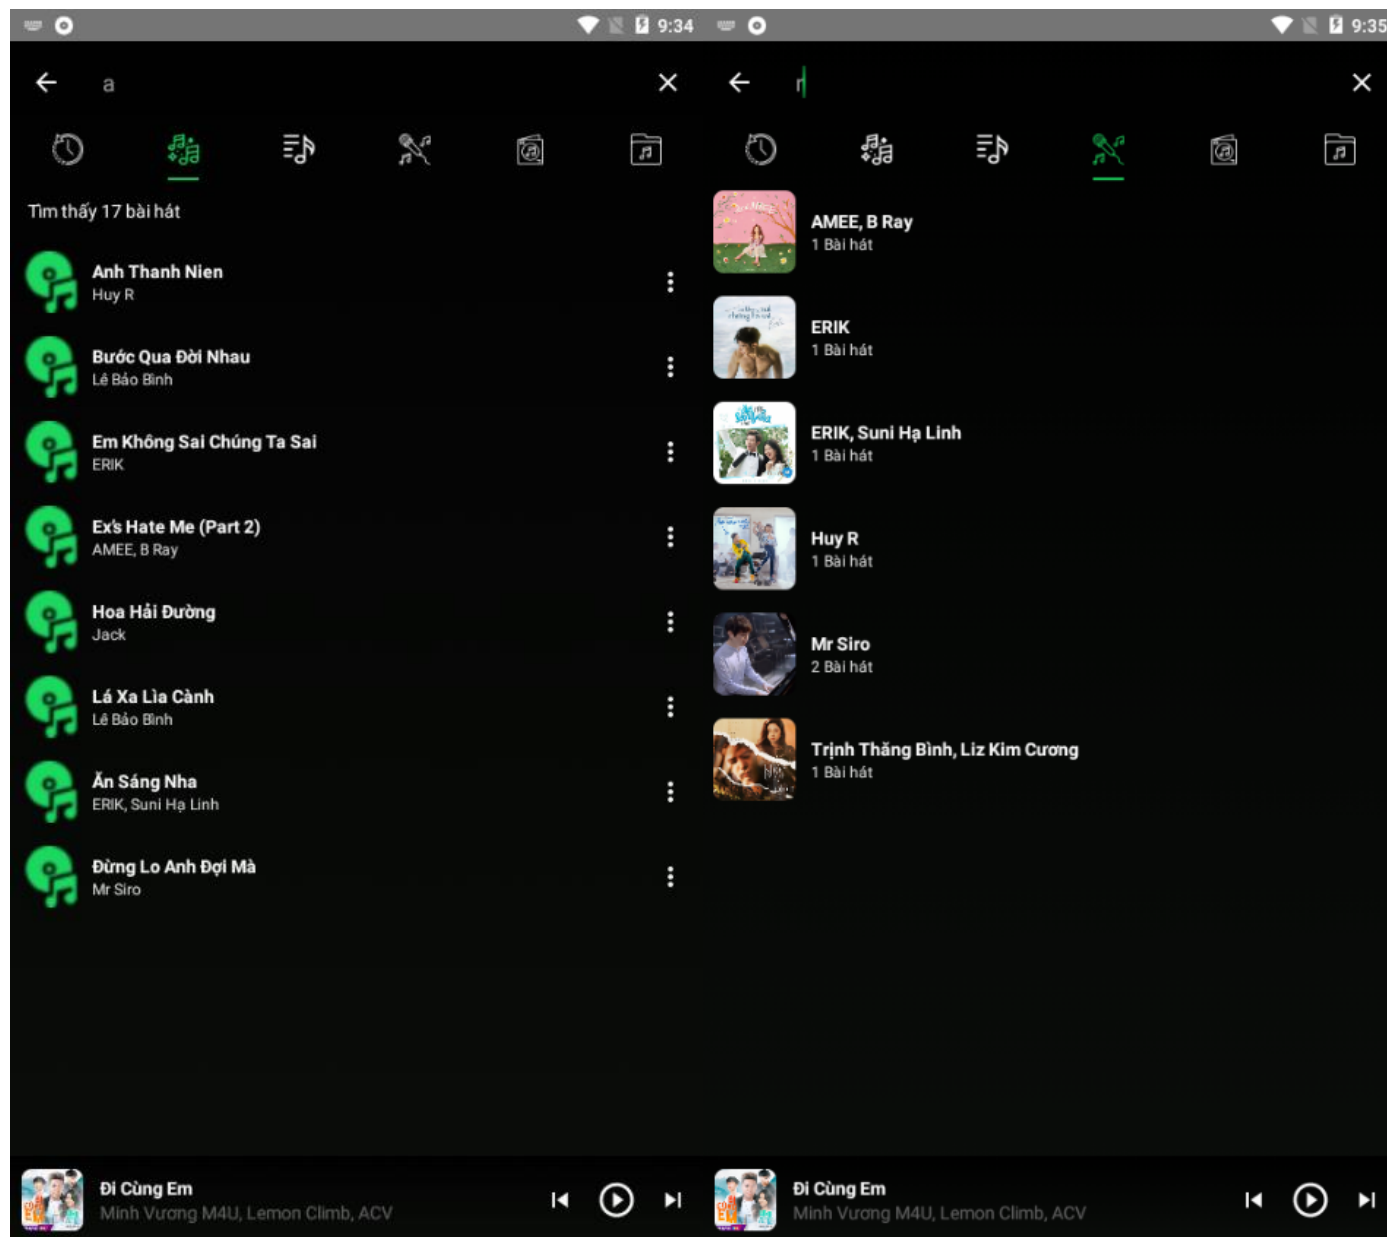 9:34
a
Tìm thấy 17 bài hát
Anh Thanh Nien
Huy R
Bước Qua Đời Nhau
Lê Bảo Bình
Em Không Sai Chúng Ta Sai
ERIK
Ex's Hate Me (Part 2)
AMEE, B Ray
Hoa Hải Đường
Jack
Lá Xa Lìa Cành
Lê Bảo Bình
Ăn Sáng Nha
ERIK, Suni Hạ Linh
Đừng Lo Anh Đợi Mà
Mr Siro
Đi Cùng Em
Minh Vương M4U, Lemon Climb, ACV
9:35
r
AMEE, B Ray
1 Bài hát
ERIK
1 Bài hát
ERIK, Suni Hạ Linh
1 Bài hát
Huy R
1 Bài hát
Mr Siro
2 Bài hát
Trịnh Thăng Bình, Liz Kim Cương
1 Bài hát
Đi Cùng Em
Minh Vương M4U, Lemon Climb, ACV